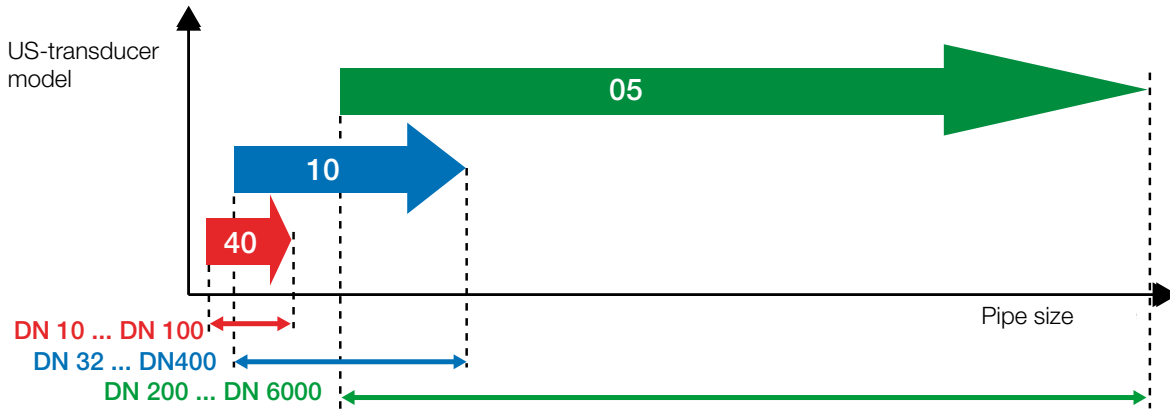 US-transducer
model
05
10
40
Pipe size
DN 10 ... DN 100
DN 32 ... DN400
DN 200 ... DN 6000